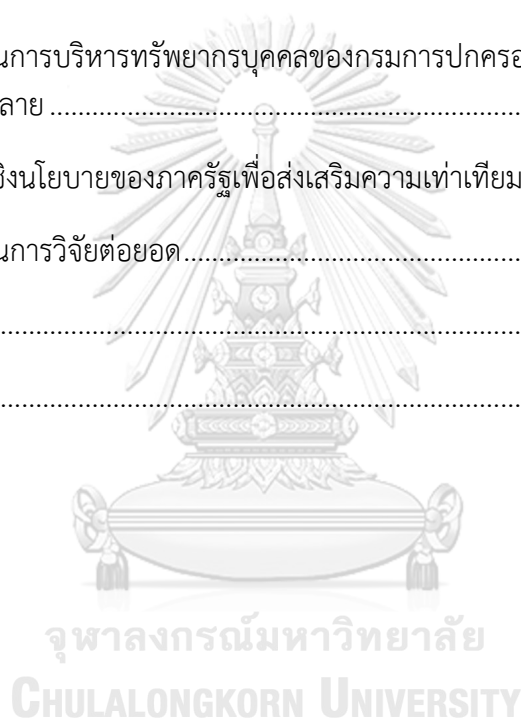 นการบริหารทรัพยากรบุคคลของกรมการปกครอ
ลาย ........................................................................
ชิงนโยบายของภาครัฐเพื่อส่งเสริมความเท่าเทียม
นการวิจัยต่อยอด..................................................
................................................................................
................................................................................
จุฬาลงกรณ์มหาวิทยาลัย
CHULALONGKORN UNIVERSITY